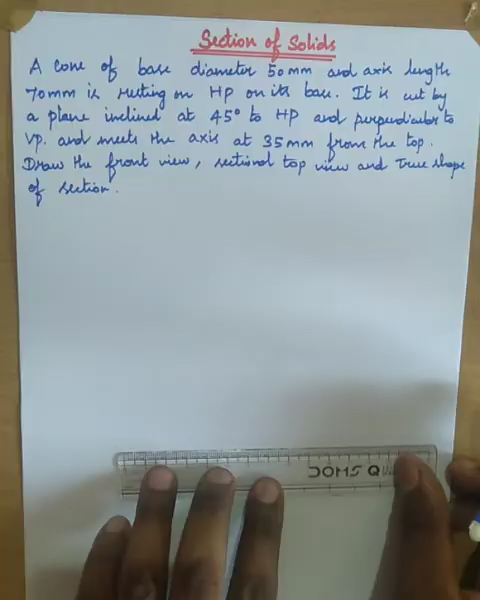 Section of Solids
A cone of base diameter 50mm and axis length
70mm is resting on HP on its base. It is cut by
a plane inclined at 45° to HP and perpendicular to
VP. and meets the axis at 35mm from the top.
Draw the front view, sectional top view and True shape
of section.
DOMS Q